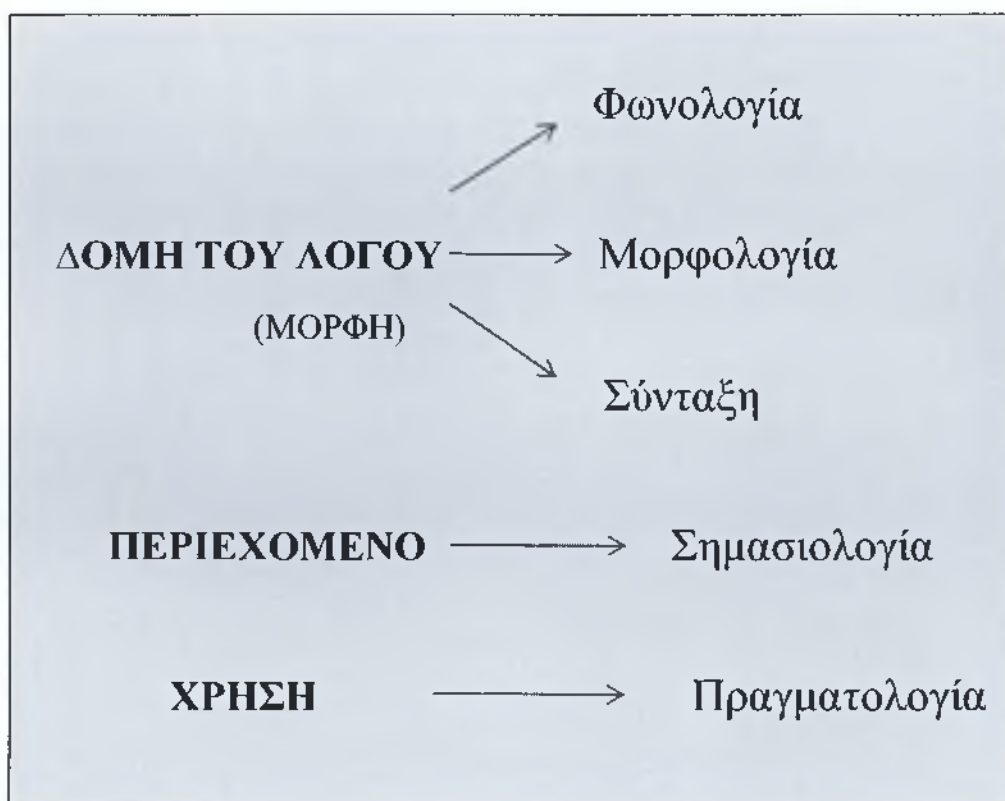 Φωνολογία
ΔΟΜΗ ΤΟΥ ΛΟΓΟΥ
Μορφολογία
(ΜΟΡΦΗ)
Σύνταξη
ΠΕΡΙΕΧΟΜΕΝΟ
Σημασιολογία
ΧΡΗΣΗ
Πραγματολογία